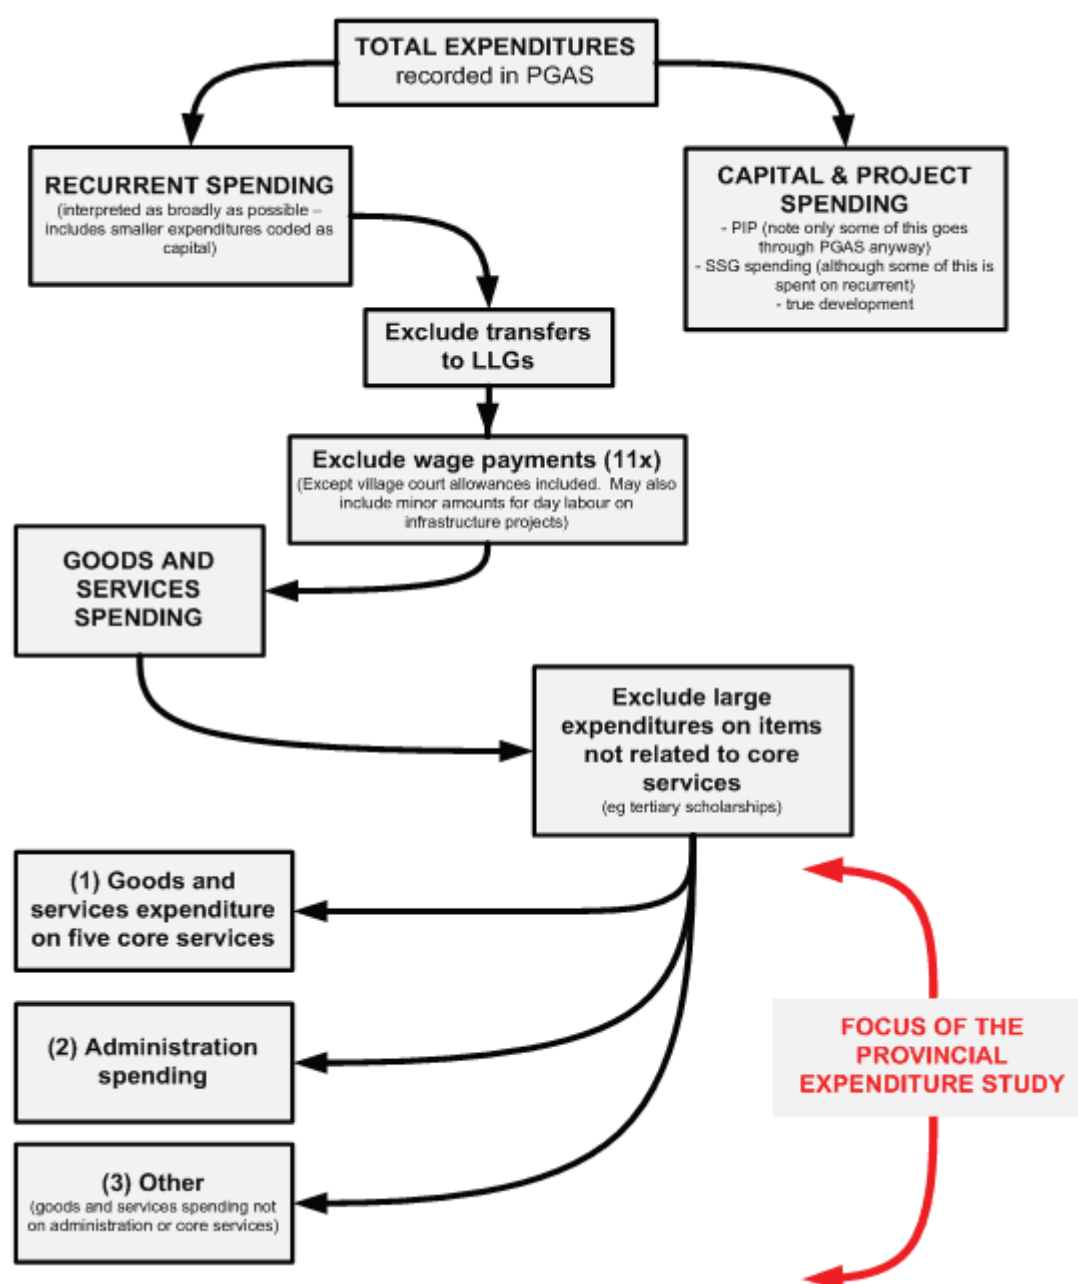 TOTAL EXPENDITURES
recorded in PGAS
RECURRENT SPENDING
(interpreted as broadly as possible –
includes smaller expenditures coded as
capital)
CAPITAL & PROJECT
SPENDING
- PIP (note only some of this goes
through PGAS anyway)
- SSG spending (although some of this is
spent on recurrent)
- true development
Exclude transfers
to LLGs
Exclude wage payments (11x)
(Except village court allowances included. May also
include minor amounts for day labour on
infrastructure projects)
GOODS AND
SERVICES
SPENDING
Exclude large
expenditures on items
not related to core
services
(eg tertiary scholarships)
(1) Goods and
services expenditure
on five core services
(2) Administration
spending
(3) Other
(goods and services spending not
on administration or core services)
FOCUS OF THE
PROVINCIAL
EXPENDITURE STUDY